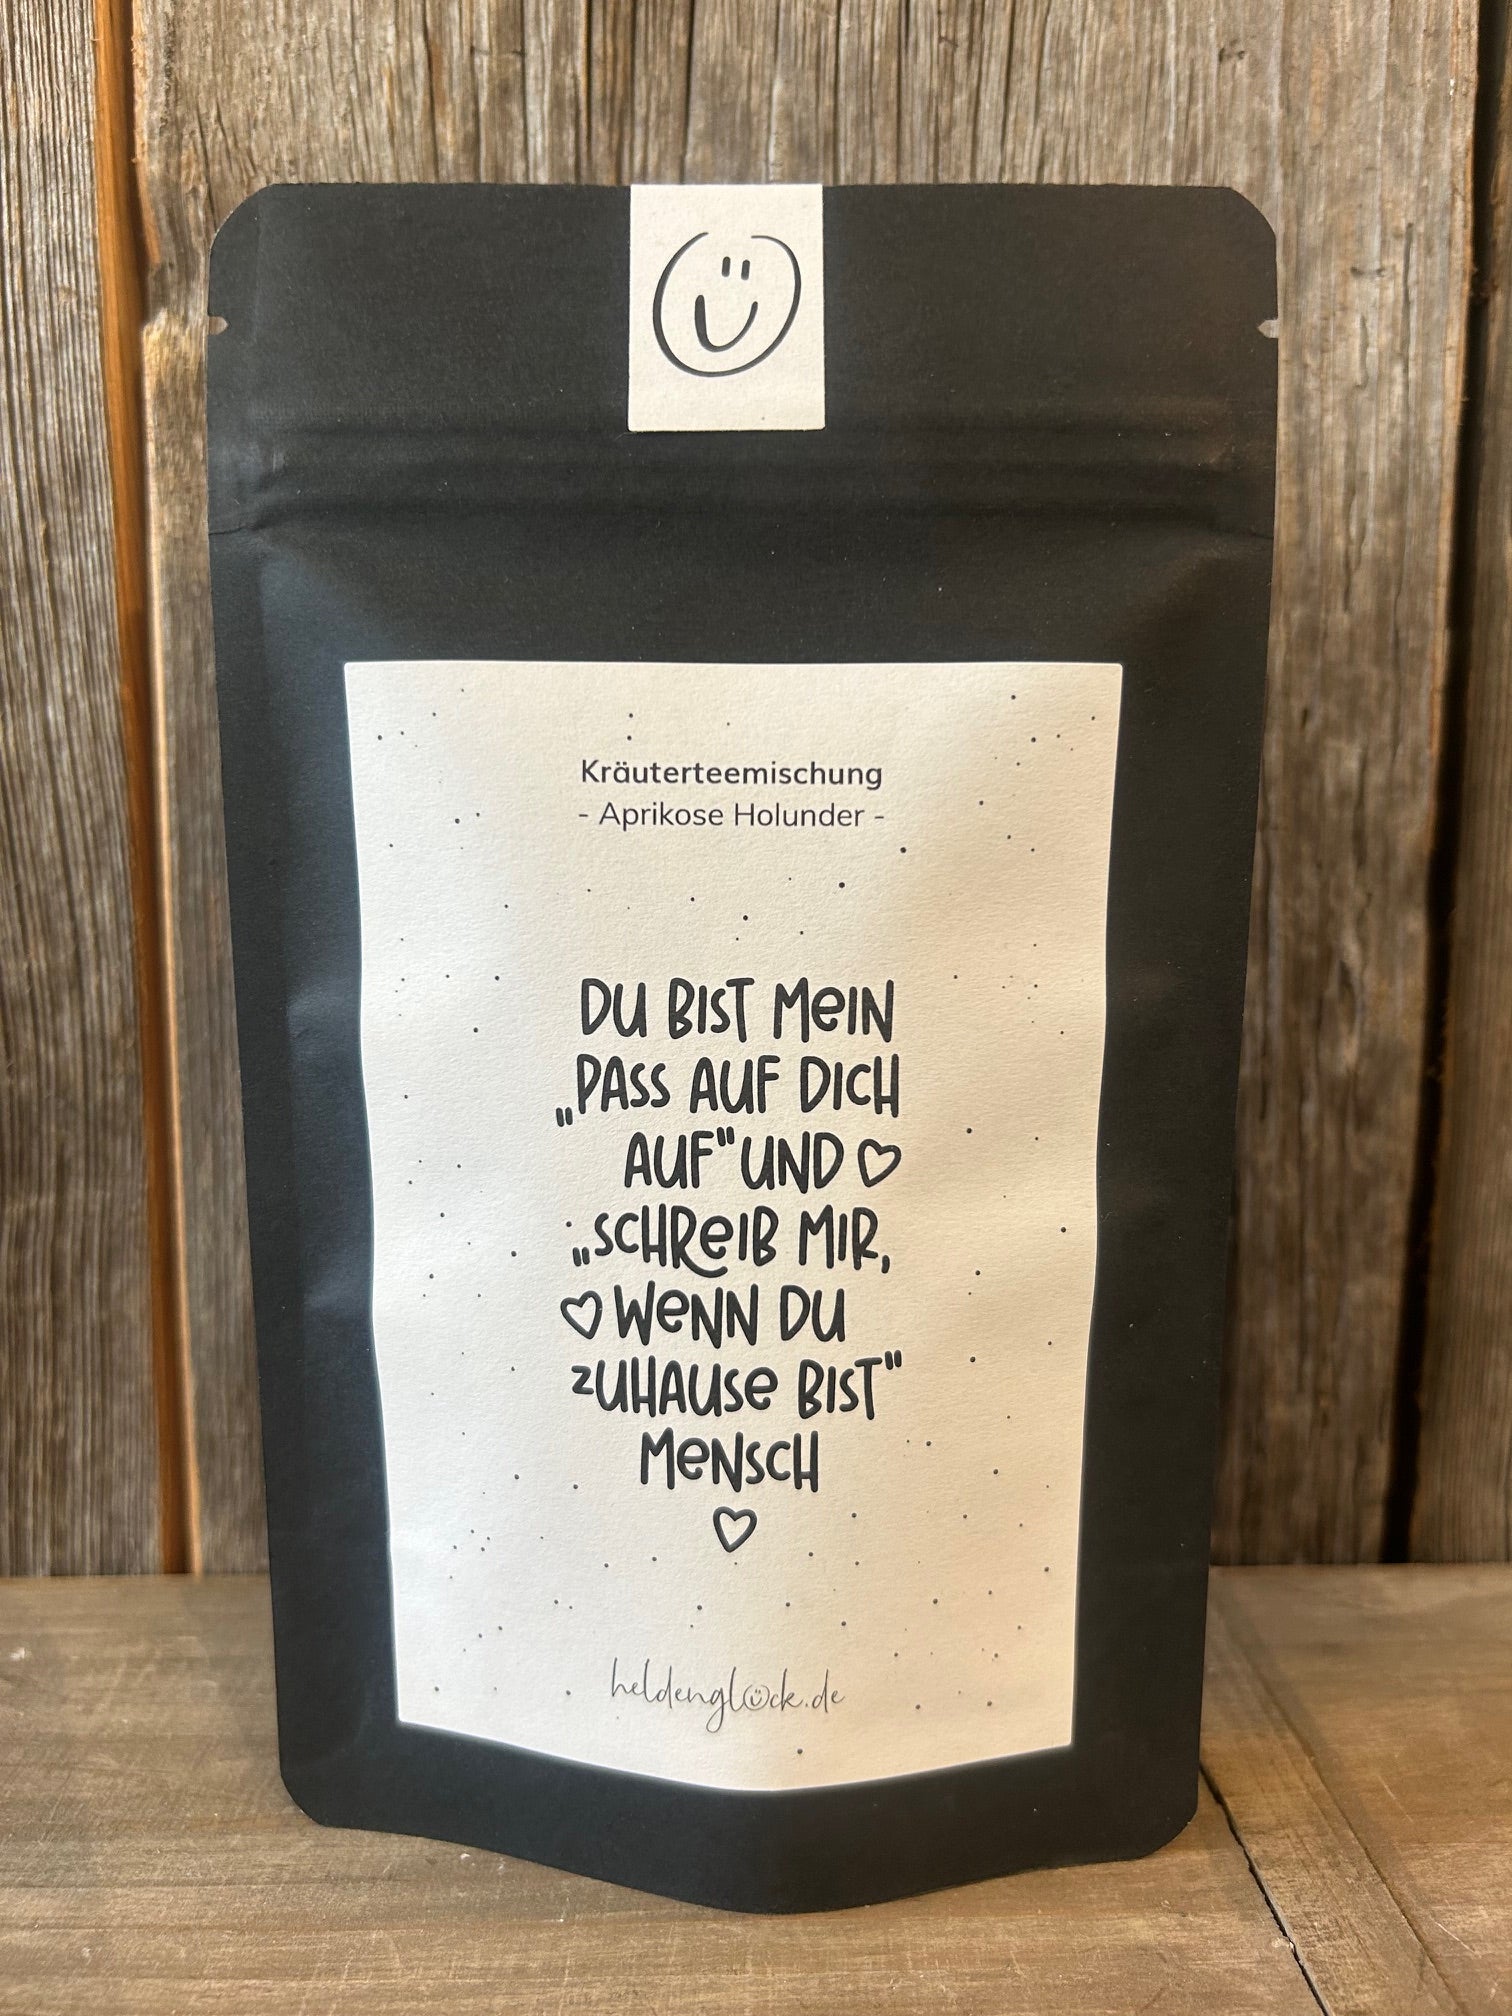 Kräuterteemischung
- Aprikose Holunder -
DU BIST MEIN
„PASS AUF DICH
AUF" UND
„SCHREIB MIR,
WENN DU
ZUHAUSE BIST"
MENSCH
heldenglück.de